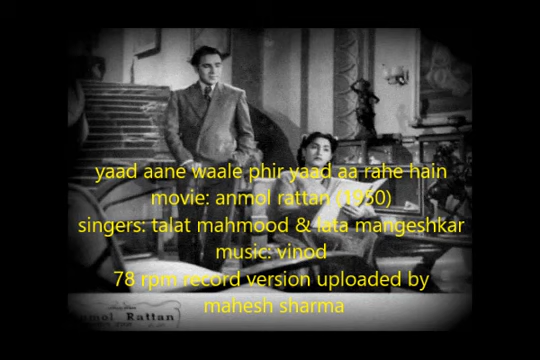 yaad aane waale phir yaad aa rahe hain
movie: anmol rattan (1950)
singers: talat mahmood & lata mangeshkar
music: vinod
78 rpm record version uploaded by
mahesh sharma
Rattan